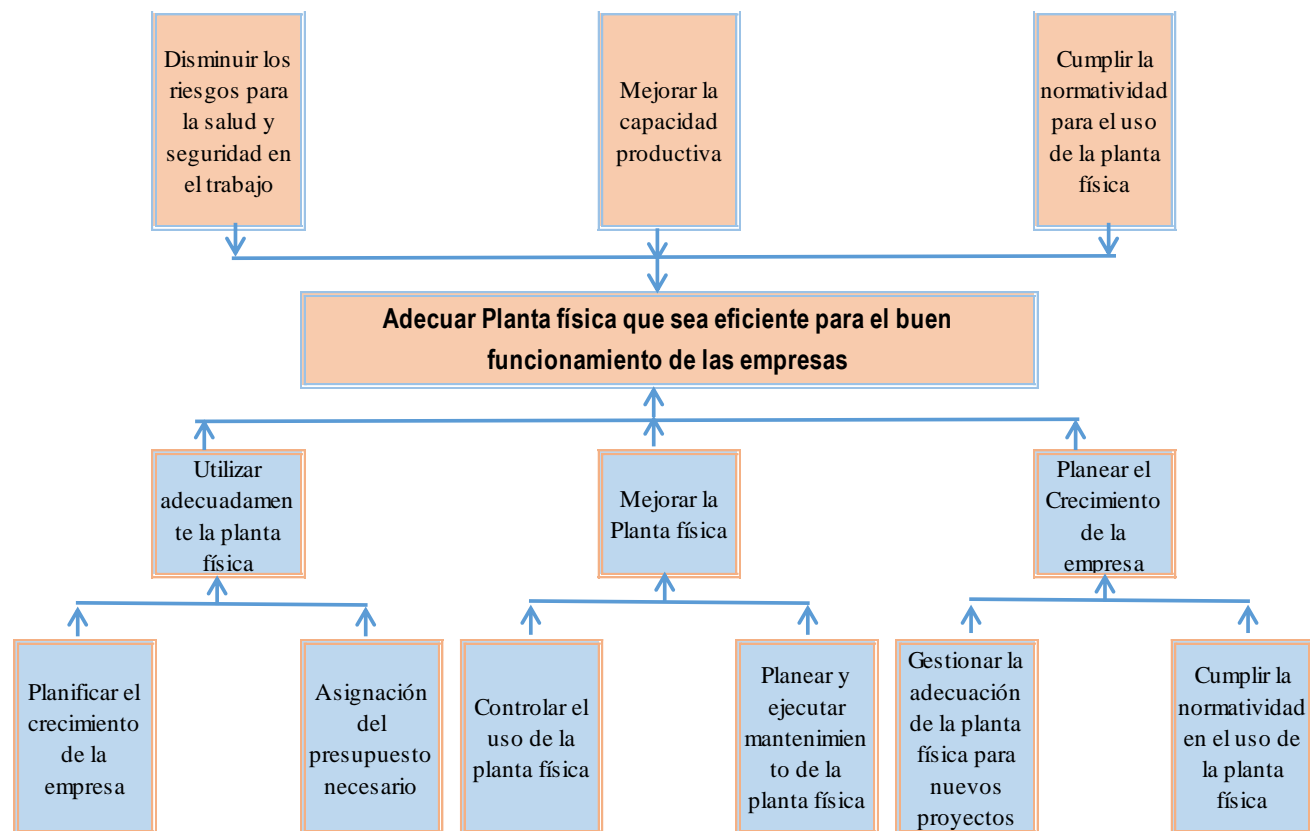 Disminuir los
riesgos para
la salud y
seguridad en
el trabajo
Mejorar la
capacidad
productiva
Cumplir la
normatividad
para el uso
de la planta
física
Adecuar Planta física que sea eficiente para el buen
funcionamiento de las empresas
Utilizar
adecuadamen
te la planta
física
Mejorar la
Planta física
Planear el
Crecimiento
de la
empresa
Planificar el
crecimiento
de la
empresa
Asignación
del
presupuesto
necesario
Controlar el
uso de la
planta física
Planear y
ejecutar
mantenimien
to de la
planta física
Gestionar la
adecuación
de la planta
física para
nuevos
proyectos
Cumplir la
normatividad
en el uso de
la planta
física